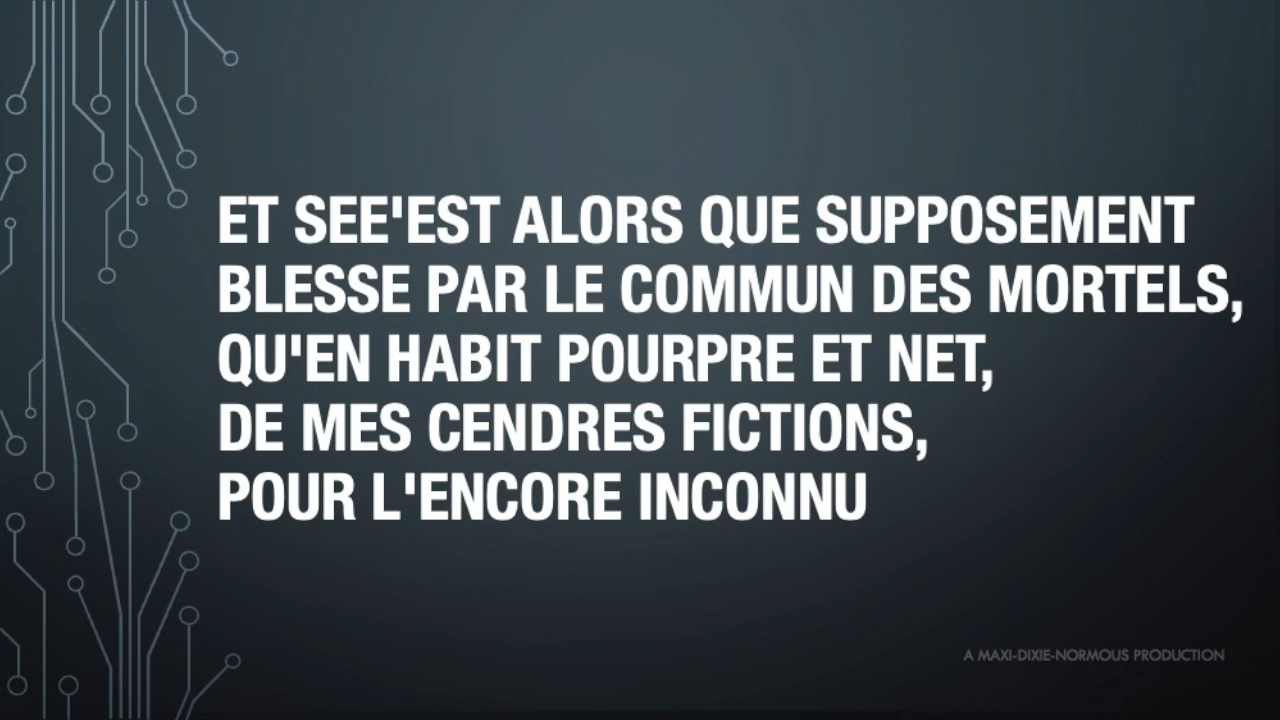 ET SEE'EST ALORS QUE SUPPOSEMENT
BLESSE PAR LE COMMUN DES MORTELS,
QU'EN HABIT POURPRE ET NET,
DE MES CENDRES FICTIONS,
POUR L'ENCORE INCONNU
A MAXI-DIXIE-NORMOUS PRODUCTION